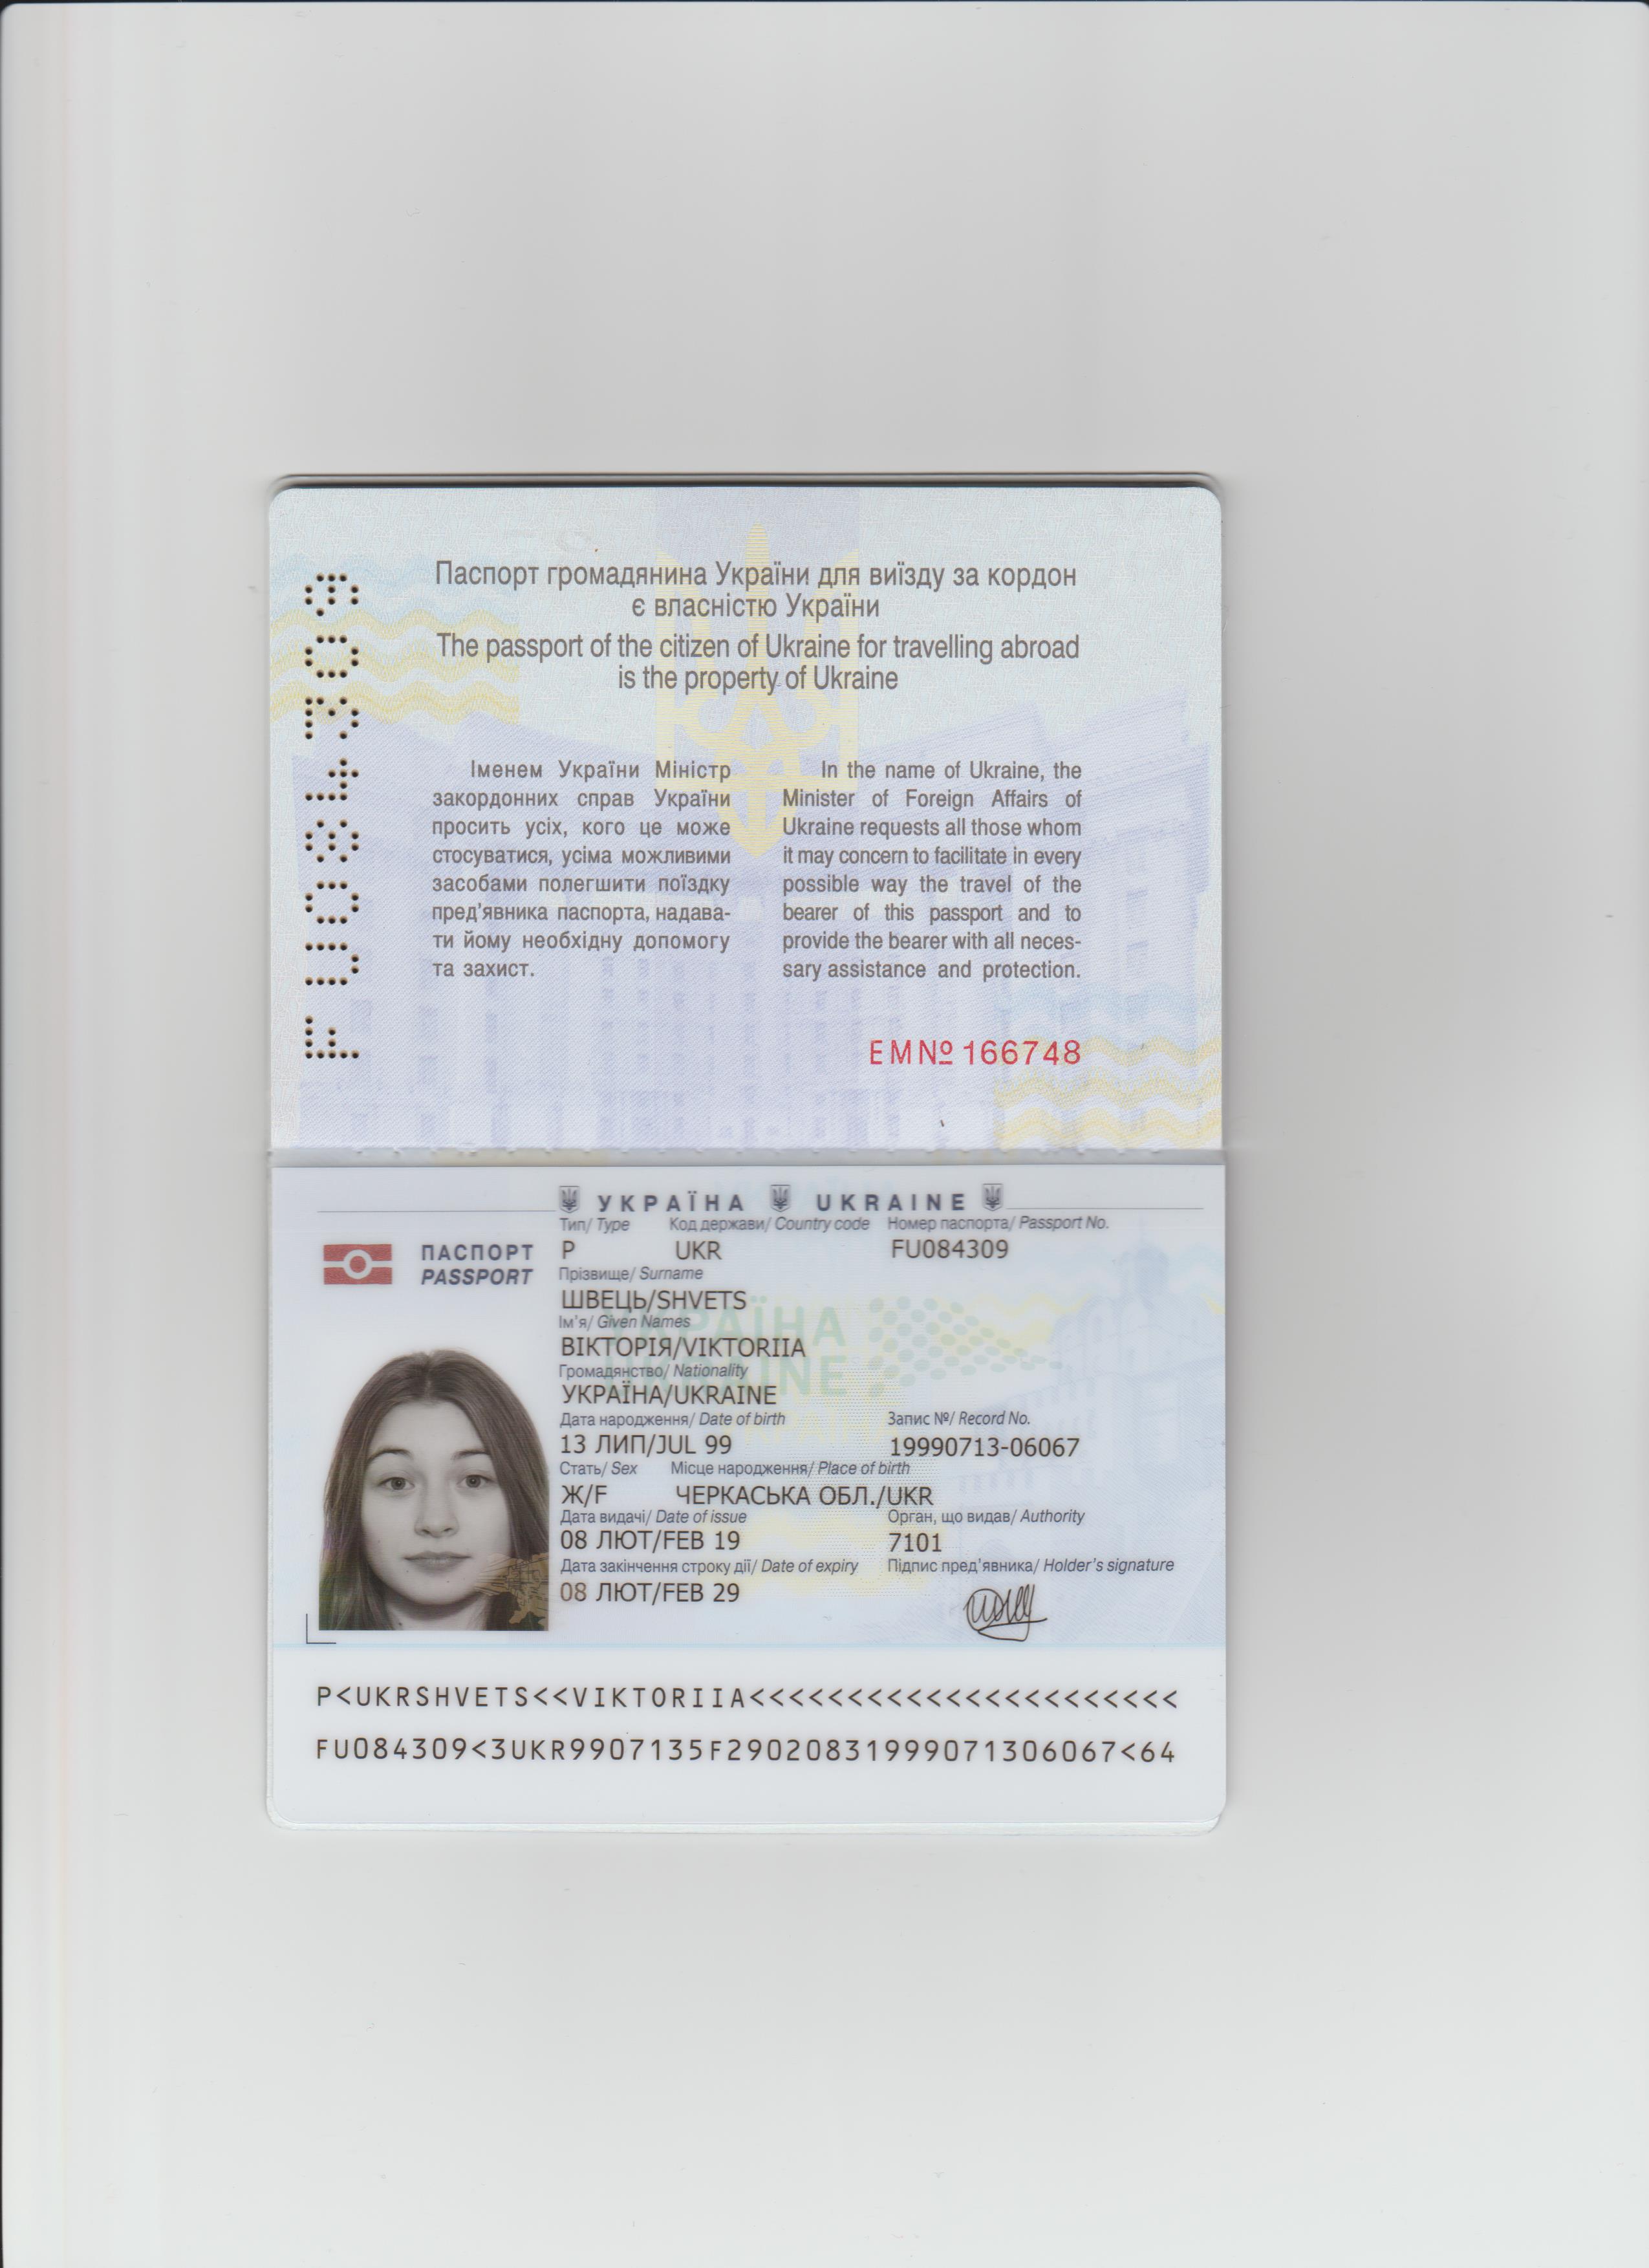 Паспорт громадянина України для виїзду за кордон
є власністю України
The passport of the citizen of Ukraine for travelling abroad
is the property of Ukraine
Іменем України Міністр
закордонних справ України
просить усіх, кого це може
стосуватися, усіма можливими
засобами полегшити поїздку
пред'явника паспорта, надава-
ти йому необхідну допомогу
та захист.
In the name of Ukraine, the
Minister of Foreign Affairs of
Ukraine requests all those whom
it may concern to facilitate in every
possible way the travel of the
bearer of this passport and to
provide the bearer with all neces-
sary assistance and protection.
EM№ 166748
FU084309
УКРАЇНА UKRAINE
ПАСПОРТ
PASSPORT
Тип/ Type Код держави/ Country code Номер паспорта/ Passport No.
P UKR FU084309
Прізвище/ Surname
ШВЕЦЬ/SHVETS
Ім'я/ Given Names
ВІКТОРІЯ/VIKTORIIA
Громадянство/ Nationality
УКРАЇНА/UKRAINE
Дата народження/ Date of birth Запис №/ Record No.
13 ЛИП/JUL 99 19990713-06067
Стать/ Sex Місце народження/ Place of birth
Ж/F ЧЕРКАСЬКА ОБЛ./UKR
Дата видачі/ Date of issue Орган, що видав/ Authority
08 ЛЮТ/FEB 19 7101
Дата закінчення строку дії/ Date of expiry Підпис пред'явника/ Holder's signature
08 ЛЮТ/FEB 29
УКРАЇНА
UKRAINE
P<UKRSHVETS<<VIKTORIIA<<<<<<<<<<<<<<<<<<<<<<
FU084309<3UKR9907135F29020831999071306067<64